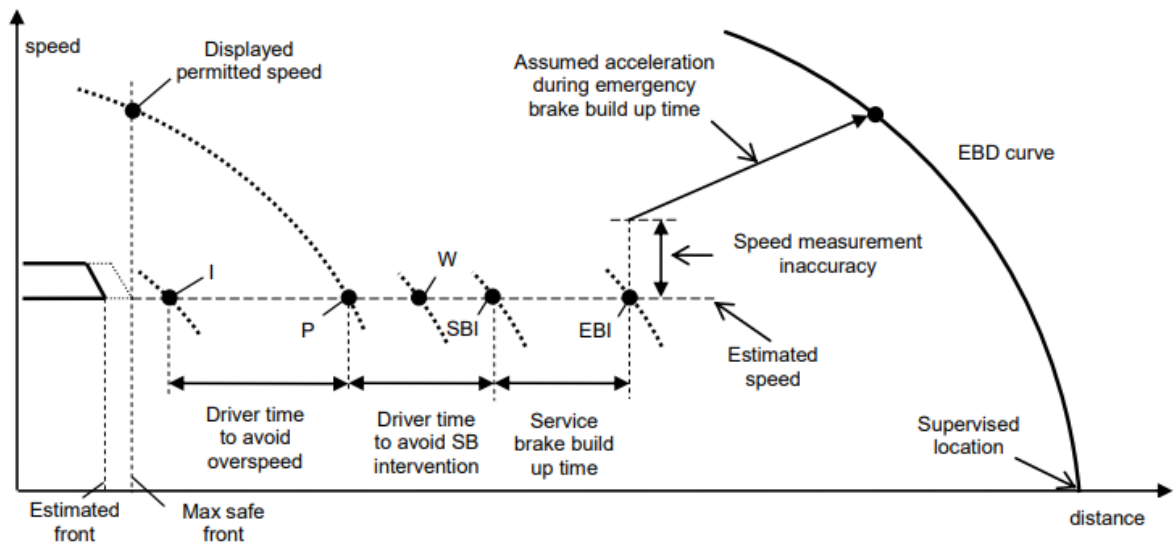 speed
Displayed
permitted speed
Assumed acceleration
during emergency
brake build up time
EBD curve
I
W
Speed measurement
inaccuracy
P
SBI
EBI
Estimated
speed
Driver time
to avoid
overspeed
Driver time
to avoid SB
intervention
Service
brake build
up time
Supervised
location
Estimated
front
Max safe
front
distance